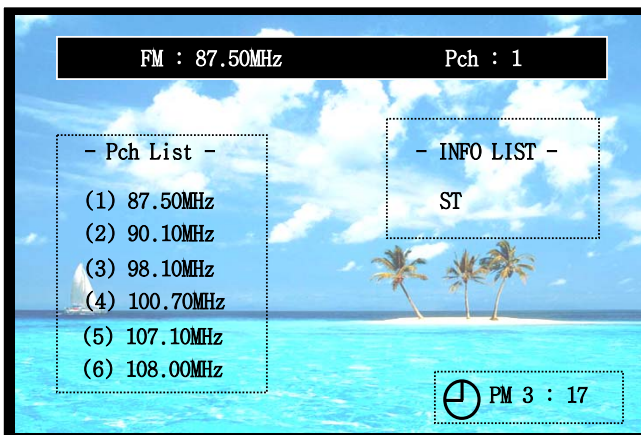 FM : 87.50MHz Pch : 1
- Pch List -
(1) 87.50MHz
(2) 90.10MHz
(3) 98.10MHz
(4) 100.70MHz
(5) 107.10MHz
(6) 108.00MHz
- INFO LIST -
ST
PM 3 : 17